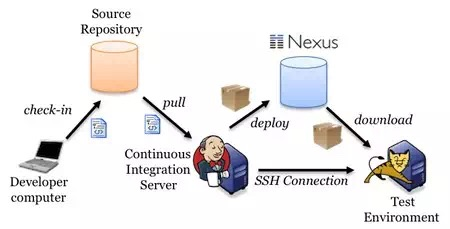 Source
Repository
Nexus
check-in
pull
deploy
download
Developer
computer
Continuous
Integration
Server
SSH Connection
Test
Environment